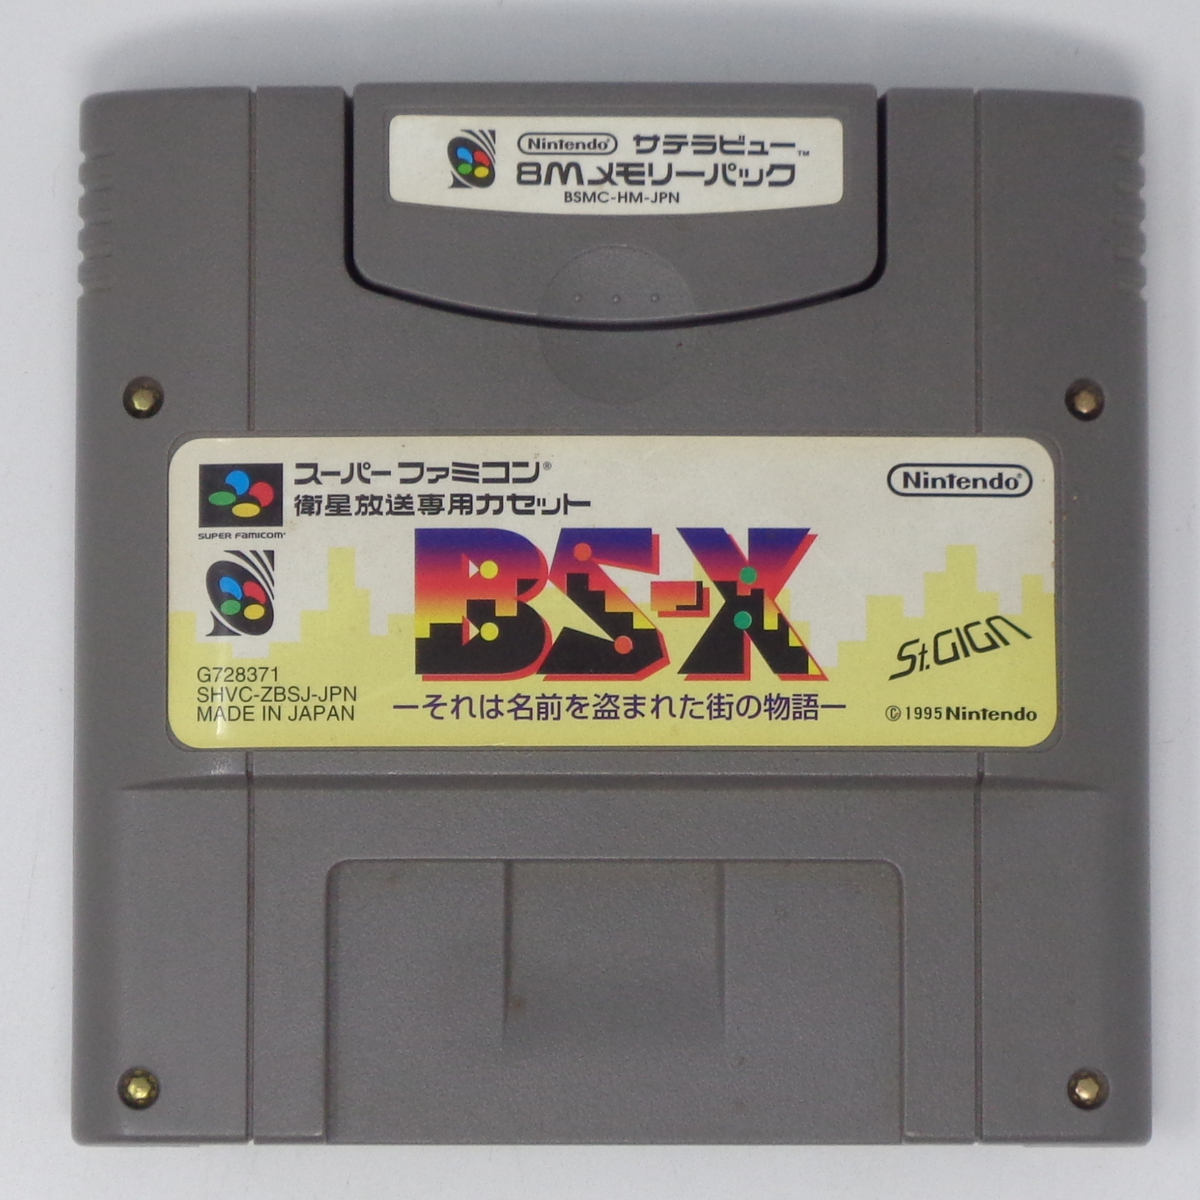 Nintendo サテラビュー™
8Mメモリーパック
BSMC-HM-JPN
スーパーファミコン®
衛星放送専用カセット
Nintendo®
SUPER FAMICOM™
BS-X
St.GIGA
G728371
SHVC-ZBSJ-JPN
MADE IN JAPAN
ーそれは名前を盗まれた街の物語ー
©1995 Nintendo